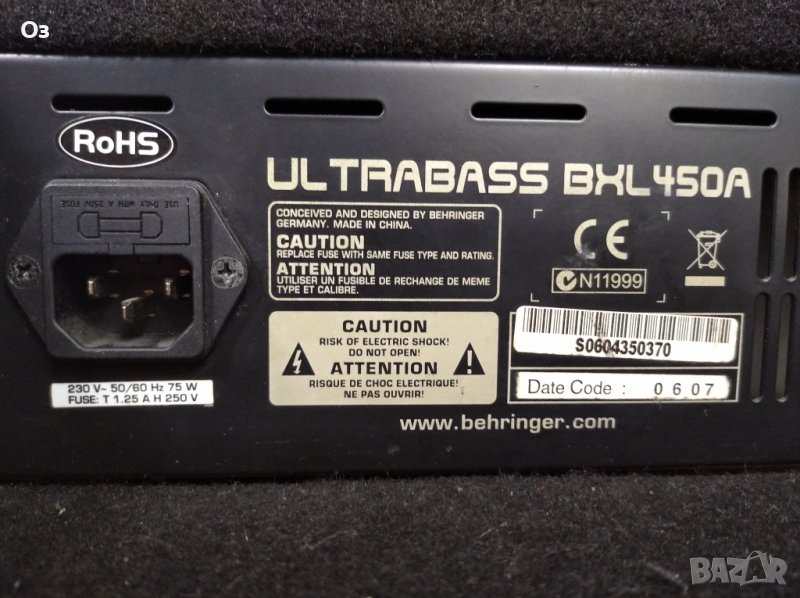 Оз
RoHS
USE ONLY WITH A 250V FUSE
ULTRABASS BXL450A
CONCEIVED AND DESIGNED BY BEHRINGER
GERMANY. MADE IN CHINA.
CAUTION
REPLACE FUSE WITH SAME FUSE TYPE AND RATING.
ATTENTION
UTILISER UN FUSIBLE DE RECHANGE DE MEME
TYPE ET CALIBRE.
CE
N11999
CAUTION
RISK OF ELECTRIC SHOCK!
DO NOT OPEN!
ATTENTION
RISQUE DE CHOC ELECTRIQUE!
NE PAS OUVRIR!
S0604350370
Date Code : 0607
230 V~ 50/60 Hz 75 W
FUSE: T 1.25 A H 250 V
www.behringer.com
BAZAR